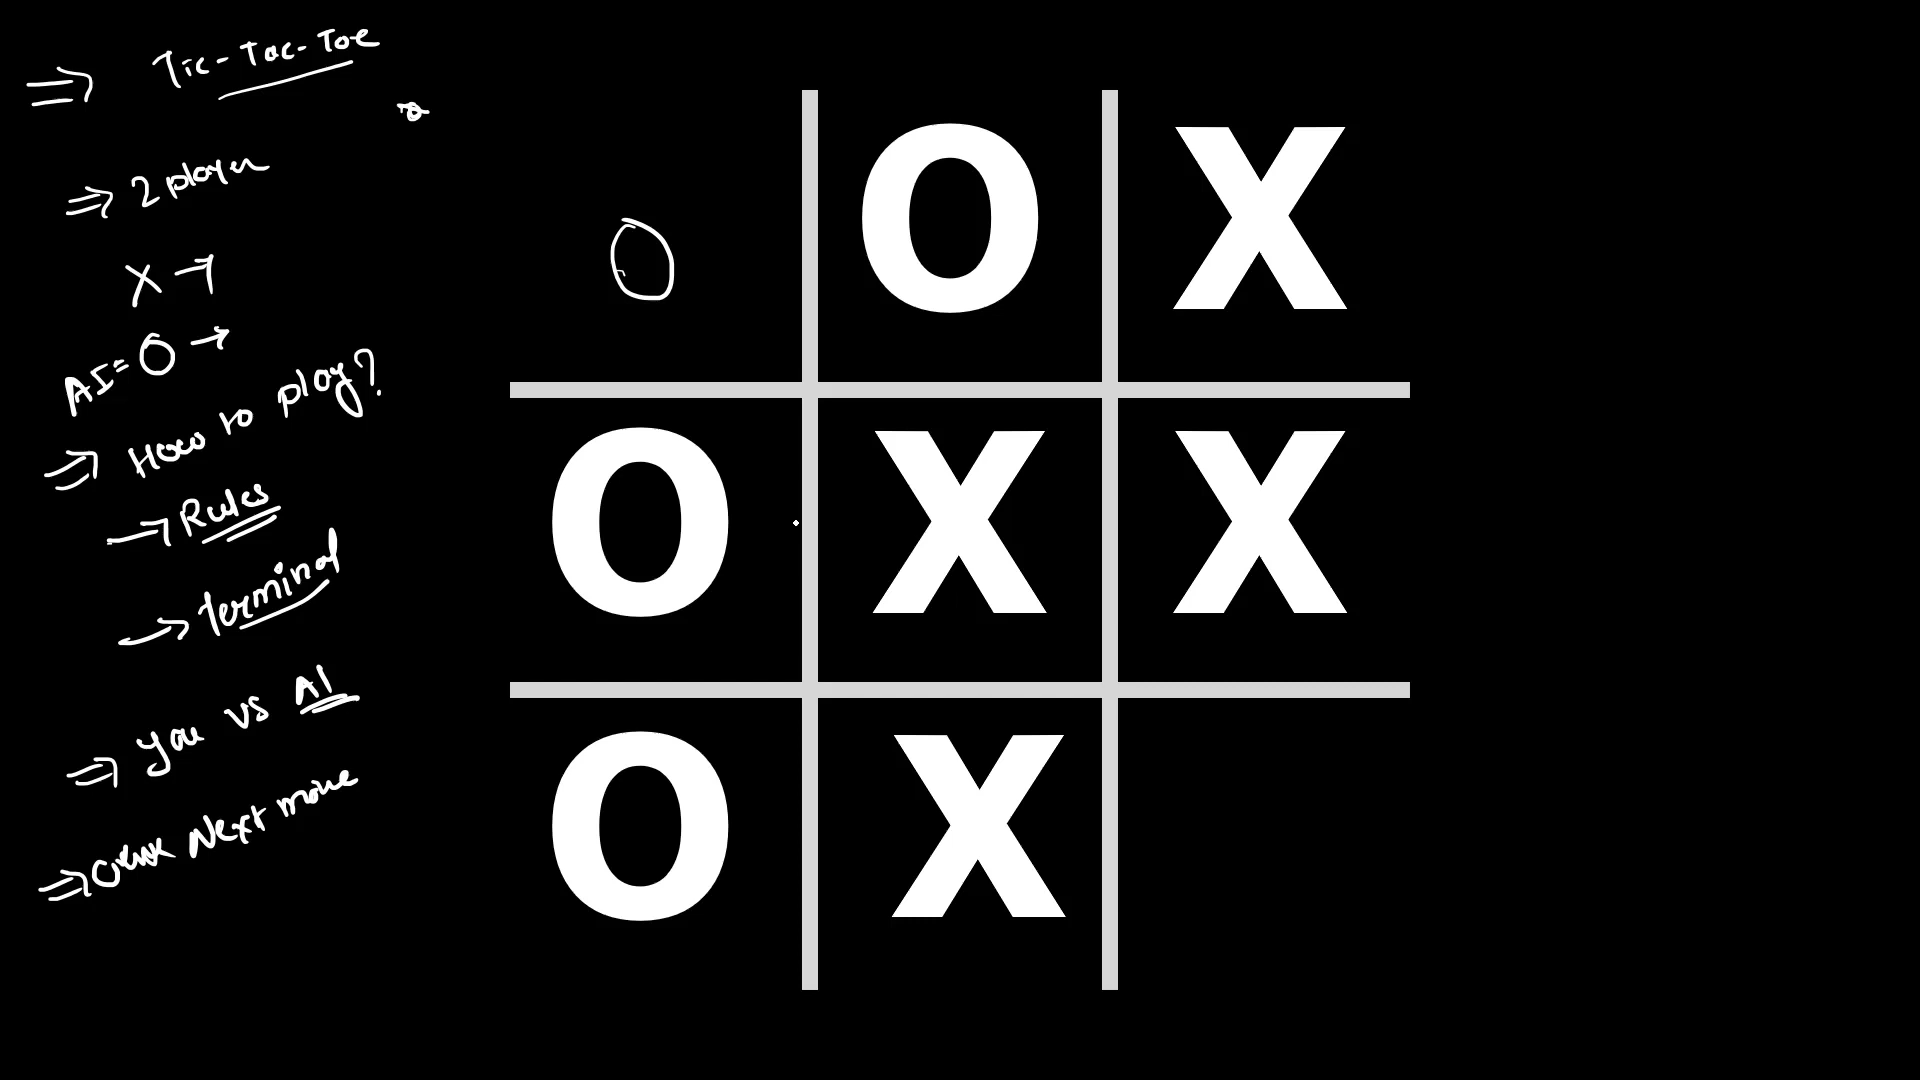 ⇒ Tic-Tac-Toe
⇒ 2 player
X →
AI = O →
⇒ How to play?
→ Rules
→ terminal
⇒ You vs AI
⇒ Next move
O O X
O X X
O X